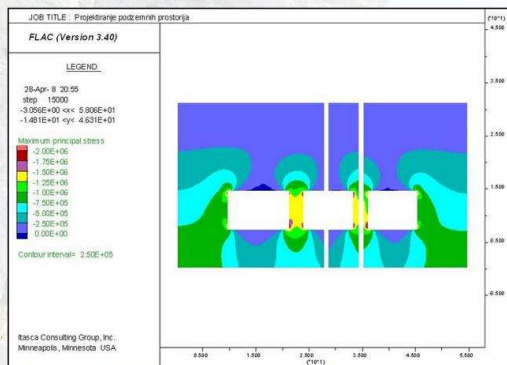 JOB TITLE : Projektiranje podzemnih prostorija
FLAC (Version 3.40)
LEGEND
28-Apr- 8 20:55
step 15000
-3.056E+00 <x< 5.806E+01
-1.481E+01 <y< 4.631E+01
Maximum principal stress
-2.00E+06
-1.75E+06
-1.50E+06
-1.25E+06
-1.00E+06
-7.50E+05
-5.00E+05
-2.50E+05
0.00E+00
Contour interval= 2.50E+05
Itasca Consulting Group, Inc.
Minneapolis, Minnesota USA
(*10^1)
4.500
3.500
2.500
1.500
0.500
-0.500
0.500 1.500 2.500 3.500 4.500 5.500
(*10^1)